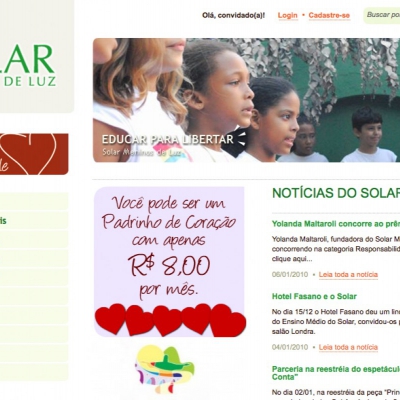 Olá, convidado(a)! Login • Cadastre-se
Buscar po
LAR
DE LUZ
EDUCAR PARA LIBERTAR
Solar Meninos de Luz
de
is
Você pode ser um
Padrinho de Coração
com apenas
R$ 8,00
por mês.
NOTÍCIAS DO SOLAR
Yolanda Maltaroli concorre ao prê
Yolanda Maltaroli, fundadora do Solar M
concorrendo na categoria Responsabilid
clique aqui...
06/01/2010 • Leia toda a notícia
Hotel Fasano e o Solar
No dia 15/12 o Hotel Fasano deu um lin
do Ensino Médio do Solar, convidou-os p
salão Londra.
04/01/2010 • Leia toda a notícia
Parceria na reestréia do espetácul
Conta"
No dia 02/01, na reestréia da peça "Prin